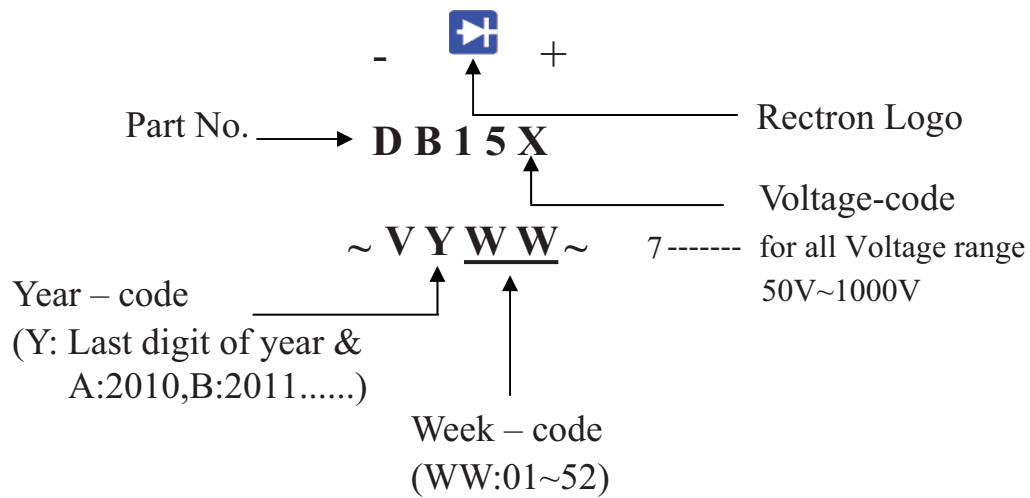 - +
Rectron Logo
Part No.
D B 1 5 X
Voltage-code
~ V Y W W ~
7 ------- for all Voltage range
50V~1000V
Year – code
(Y: Last digit of year &
A:2010,B:2011......)
Week – code
(WW:01~52)